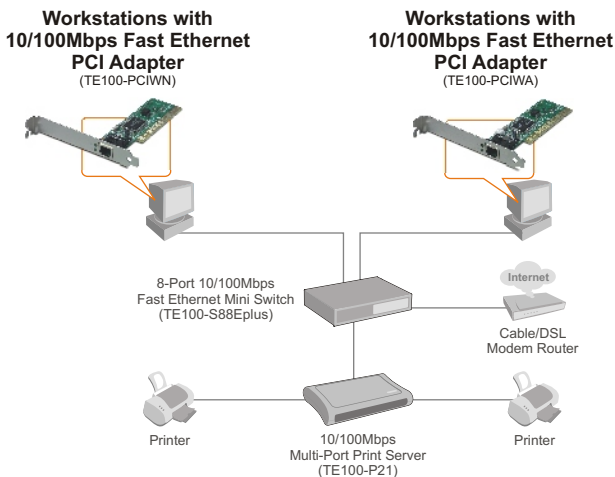 Workstations with
10/100Mbps Fast Ethernet
PCI Adapter
(TE100-PCIWN)
Workstations with
10/100Mbps Fast Ethernet
PCI Adapter
(TE100-PCIWA)
8-Port 10/100Mbps
Fast Ethernet Mini Switch
(TE100-S88Eplus)
Internet
Cable/DSL
Modem Router
Printer
10/100Mbps
Multi-Port Print Server
(TE100-P21)
Printer